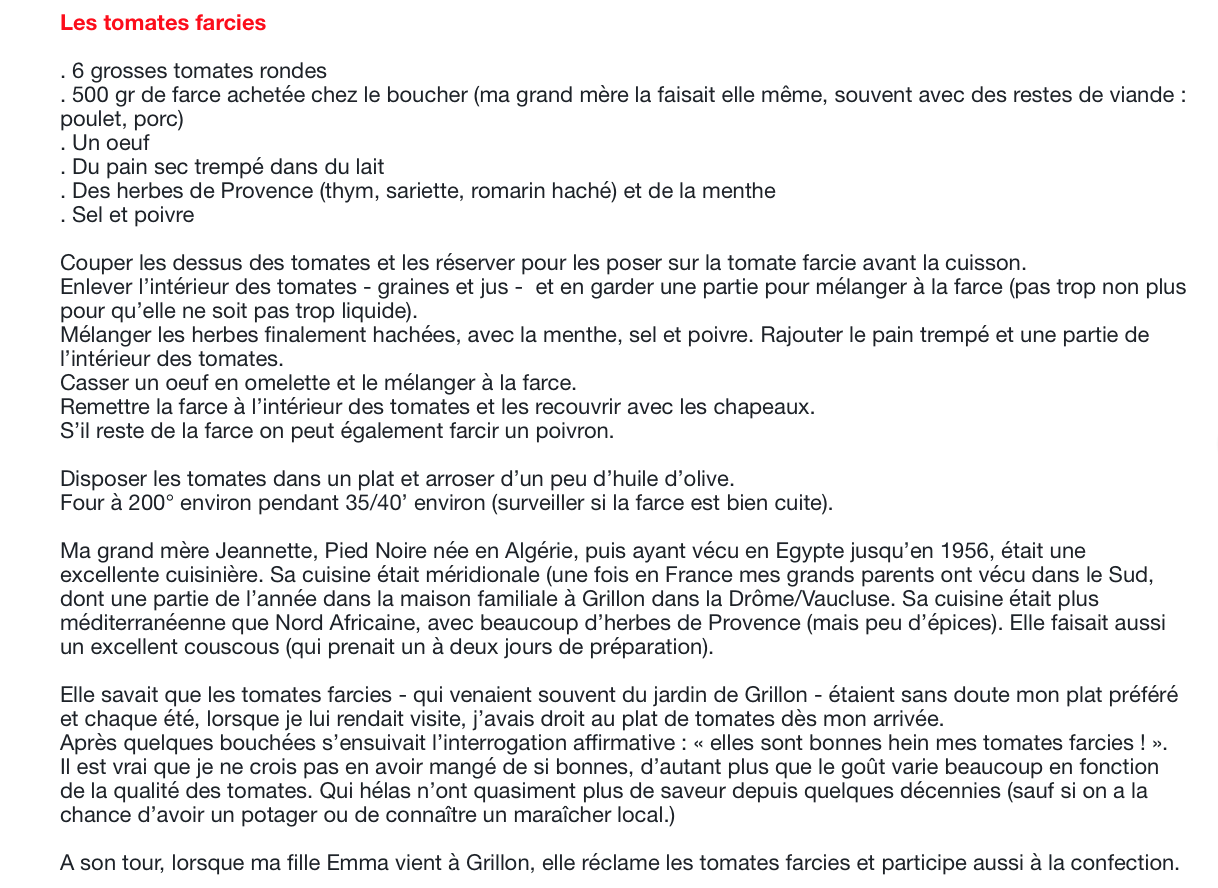 Les tomates farcies
. 6 grosses tomates rondes
. 500 gr de farce achetée chez le boucher (ma grand mère la faisait elle même, souvent avec des restes de viande :
poulet, porc)
. Un oeuf
. Du pain sec trempé dans du lait
. Des herbes de Provence (thym, sariette, romarin haché) et de la menthe
. Sel et poivre
Couper les dessus des tomates et les réserver pour les poser sur la tomate farcie avant la cuisson.
Enlever l’intérieur des tomates - graines et jus -  et en garder une partie pour mélanger à la farce (pas trop non plus
pour qu’elle ne soit pas trop liquide).
Mélanger les herbes finalement hachées, avec la menthe, sel et poivre. Rajouter le pain trempé et une partie de
l’intérieur des tomates.
Casser un oeuf en omelette et le mélanger à la farce.
Remettre la farce à l’intérieur des tomates et les recouvrir avec les chapeaux.
S’il reste de la farce on peut également farcir un poivron.
Disposer les tomates dans un plat et arroser d’un peu d’huile d’olive.
Four à 200° environ pendant 35/40’ environ (surveiller si la farce est bien cuite).
Ma grand mère Jeannette, Pied Noire née en Algérie, puis ayant vécu en Egypte jusqu’en 1956, était une
excellente cuisinière. Sa cuisine était méridionale (une fois en France mes grands parents ont vécu dans le Sud,
dont une partie de l’année dans la maison familiale à Grillon dans la Drôme/Vaucluse. Sa cuisine était plus
méditerranéenne que Nord Africaine, avec beaucoup d’herbes de Provence (mais peu d’épices). Elle faisait aussi
un excellent couscous (qui prenait un à deux jours de préparation).
Elle savait que les tomates farcies - qui venaient souvent du jardin de Grillon - étaient sans doute mon plat préféré
et chaque été, lorsque je lui rendait visite, j’avais droit au plat de tomates dès mon arrivée.
Après quelques bouchées s’ensuivait l’interrogation affirmative : « elles sont bonnes hein mes tomates farcies ! ».
Il est vrai que je ne crois pas en avoir mangé de si bonnes, d’autant plus que le goût varie beaucoup en fonction
de la qualité des tomates. Qui hélas n’ont quasiment plus de saveur depuis quelques décennies (sauf si on a la
chance d’avoir un potager ou de connaître un maraîcher local.)
A son tour, lorsque ma fille Emma vient à Grillon, elle réclame les tomates farcies et participe aussi à la confection.